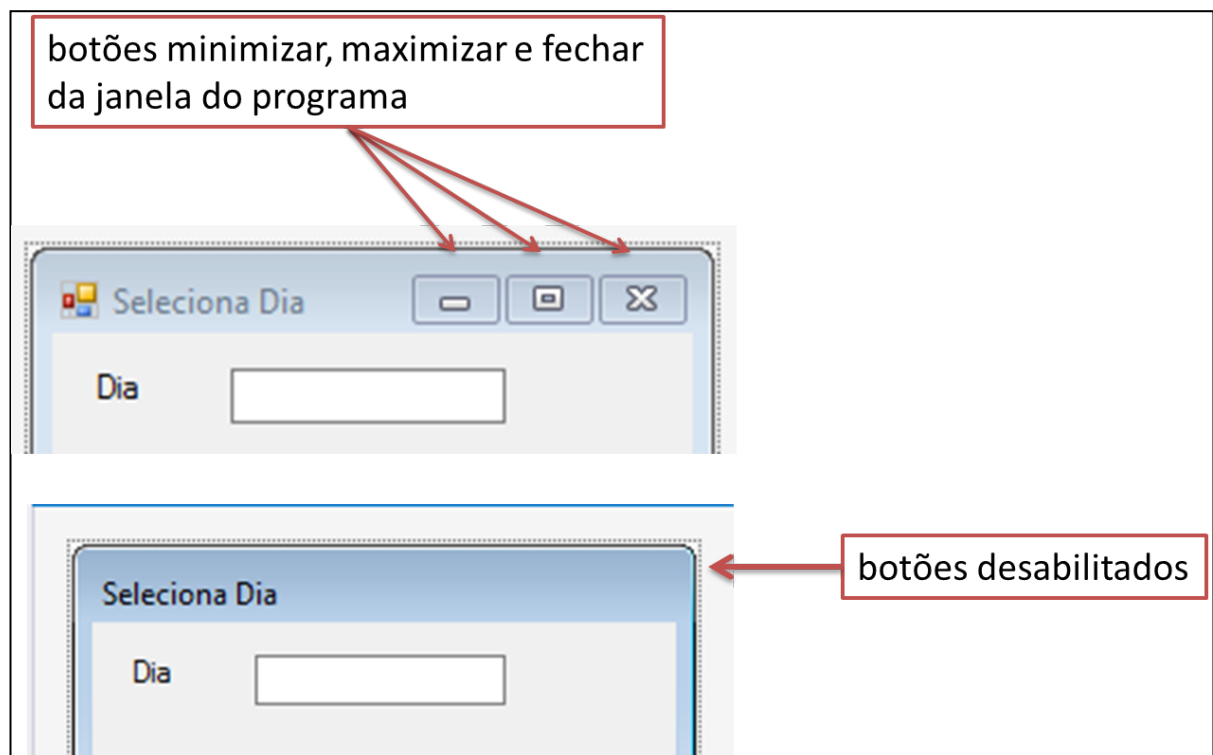 botões minimizar, maximizar e fechar
da janela do programa
Seleciona Dia
Dia
botões desabilitados
Seleciona Dia
Dia